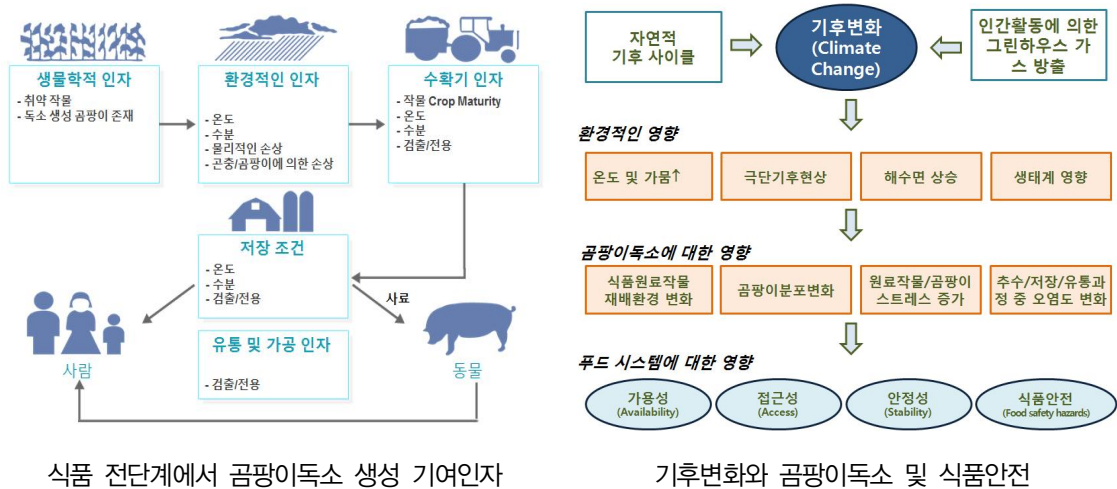 생물학적 인자
- 취약 작물
- 독소 생성 곰팡이 존재
환경적인 인자
- 온도
- 수분
- 물리적인 손상
- 곤충/곰팡이에 의한 손상
수확기 인자
- 작물 Crop Maturity
- 온도
- 수분
- 검출/전용
저장 조건
- 온도
- 수분
- 검출/전용
사료
유통 및 가공 인자
- 검출/전용
사람
동물
식품 전단계에서 곰팡이독소 생성 기여인자
자연적
기후 사이클
기후변화
(Climate
Change)
인간활동에 의한
그린하우스 가
스 방출
환경적인 영향
온도 및 가뭄↑
극단기후현상
해수면 상승
생태계 영향
곰팡이독소에 대한 영향
식품원료작물
재배환경 변화
곰팡이분포변화
원료작물/곰팡이
스트레스 증가
추수/저장/유통과
정 중 오염도 변화
푸드 시스템에 대한 영향
가용성
(Availability)
접근성
(Access)
안정성
(Stability)
식품안전
(Food safety hazards)
기후변화와 곰팡이독소 및 식품안전